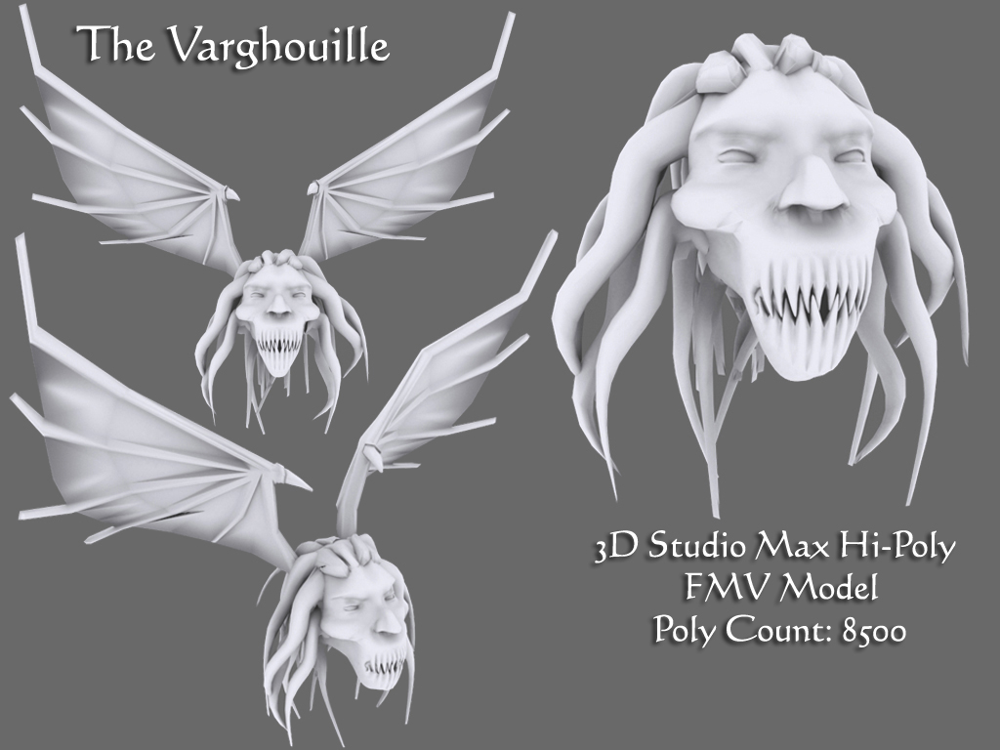 The Varghouille
3D Studio Max Hi-Poly
FMV Model
Poly Count: 8500